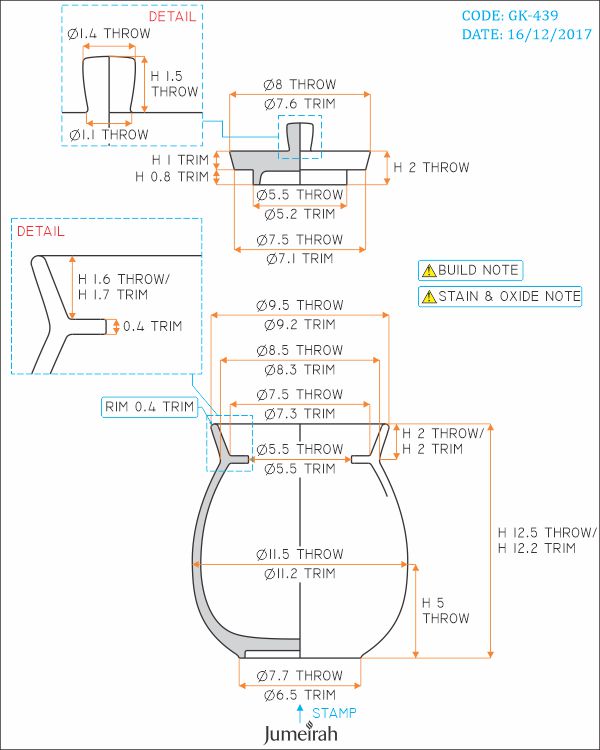 DETAIL
Ø1.4 THROW
H 1.5
THROW
Ø1.1 THROW
CODE: GK-439
DATE: 16/12/2017
Ø8 THROW
Ø7.6 TRIM
H 1 TRIM
H 0.8 TRIM
H 2 THROW
Ø5.5 THROW
Ø5.2 TRIM
Ø7.5 THROW
Ø7.1 TRIM
DETAIL
H 1.6 THROW/
H 1.7 TRIM
0.4 TRIM
BUILD NOTE
STAIN & OXIDE NOTE
Ø9.5 THROW
Ø9.2 TRIM
Ø8.5 THROW
Ø8.3 TRIM
Ø7.5 THROW
Ø7.3 TRIM
RIM 0.4 TRIM
H 2 THROW/
H 2 TRIM
Ø5.5 THROW
Ø5.5 TRIM
H 12.5 THROW/
H 12.2 TRIM
Ø11.5 THROW
Ø11.2 TRIM
H 5
THROW
Ø7.7 THROW
Ø6.5 TRIM
STAMP
Jumeirah